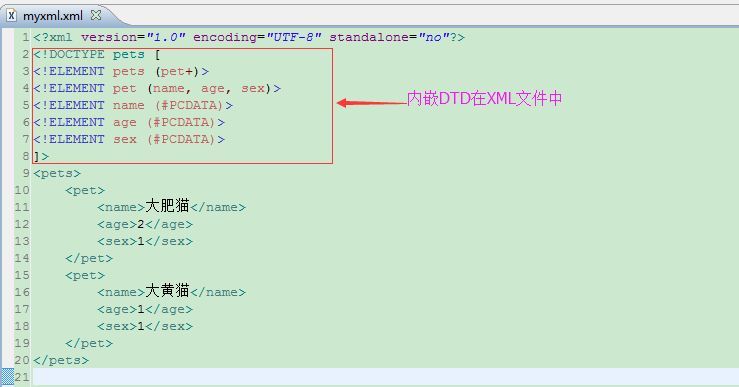 myxml.xml
1 <?xml version="1.0" encoding="UTF-8" standalone="no"?>
2 <!DOCTYPE pets [
3 <!ELEMENT pets (pet+)>
4 <!ELEMENT pet (name, age, sex)>
5 <!ELEMENT name (#PCDATA)>
内嵌DTD在XML文件中
6 <!ELEMENT age (#PCDATA)>
7 <!ELEMENT sex (#PCDATA)>
8 ]>
9 <pets>
10     <pet>
11         <name>大肥猫</name>
12         <age>2</age>
13         <sex>1</sex>
14     </pet>
15     <pet>
16         <name>大黄猫</name>
17         <age>1</age>
18         <sex>1</sex>
19     </pet>
20 </pets>
21